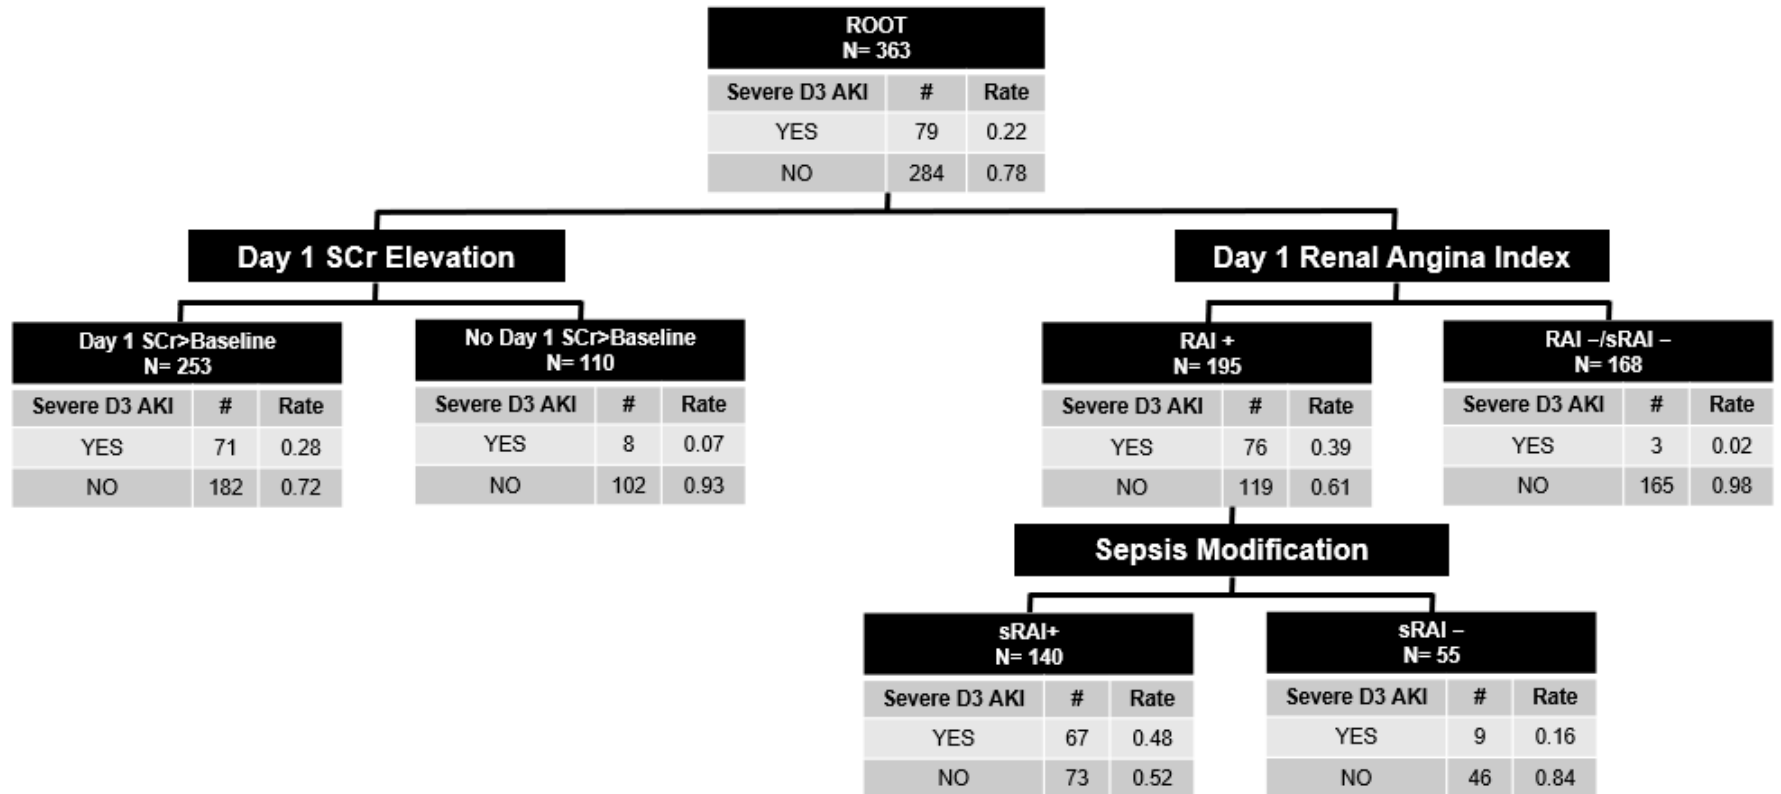 ROOT
N= 363
Severe D3 AKI # Rate
YES 79 0.22
NO 284 0.78
Day 1 SCr Elevation
Day 1 Renal Angina Index
Day 1 SCr>Baseline
N= 253
Severe D3 AKI # Rate
YES 71 0.28
NO 182 0.72
No Day 1 SCr>Baseline
N= 110
Severe D3 AKI # Rate
YES 8 0.07
NO 102 0.93
RAI +
N= 195
Severe D3 AKI # Rate
YES 76 0.39
NO 119 0.61
RAI –/sRAI –
N= 168
Severe D3 AKI # Rate
YES 3 0.02
NO 165 0.98
Sepsis Modification
sRAI+
N= 140
Severe D3 AKI # Rate
YES 67 0.48
NO 73 0.52
sRAI –
N= 55
Severe D3 AKI # Rate
YES 9 0.16
NO 46 0.84